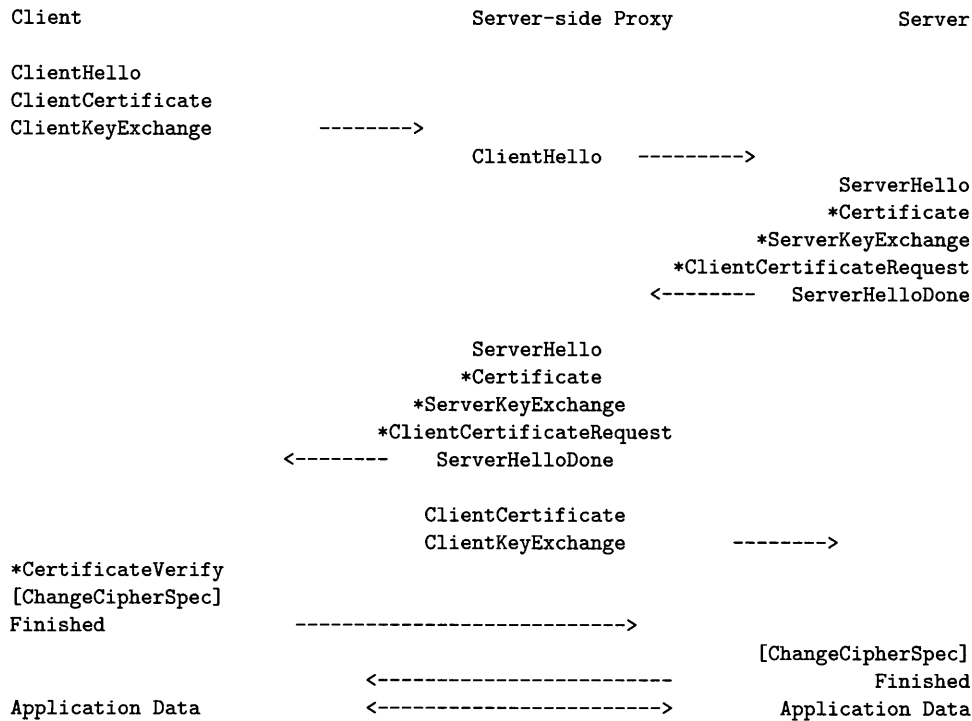 Client Server-side Proxy Server
ClientHello
ClientCertificate
ClientKeyExchange -------->
ClientHello --------->
ServerHello
*Certificate
*ServerKeyExchange
*ClientCertificateRequest
<-------- ServerHelloDone
ServerHello
*Certificate
*ServerKeyExchange
*ClientCertificateRequest
<-------- ServerHelloDone
ClientCertificate
ClientKeyExchange -------->
*CertificateVerify
[ChangeCipherSpec]
Finished ---------------------------->
[ChangeCipherSpec]
<------------------------- Finished
Application Data <------------------------> Application Data